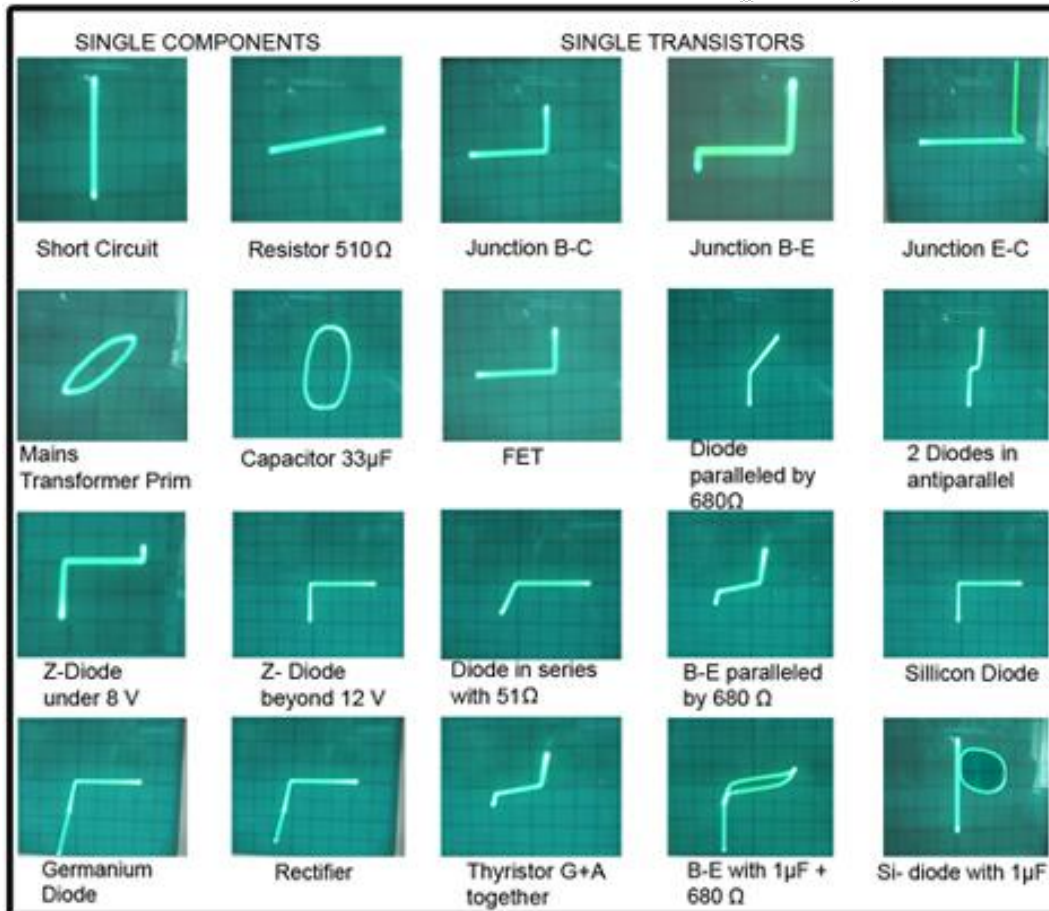 SINGLE COMPONENTS
SINGLE TRANSISTORS
Short Circuit
Resistor 510 Ω
Junction B-C
Junction B-E
Junction E-C
Mains
Transformer Prim
Capacitor 33µF
FET
Diode
paralleled by
680Ω
2 Diodes in
antiparallel
Z-Diode
under 8 V
Z- Diode
beyond 12 V
Diode in series
with 51Ω
B-E paralleled
by 680 Ω
Sillicon Diode
Germanium
Diode
Rectifier
Thyristor G+A
together
B-E with 1µF +
680 Ω
Si- diode with 1µF